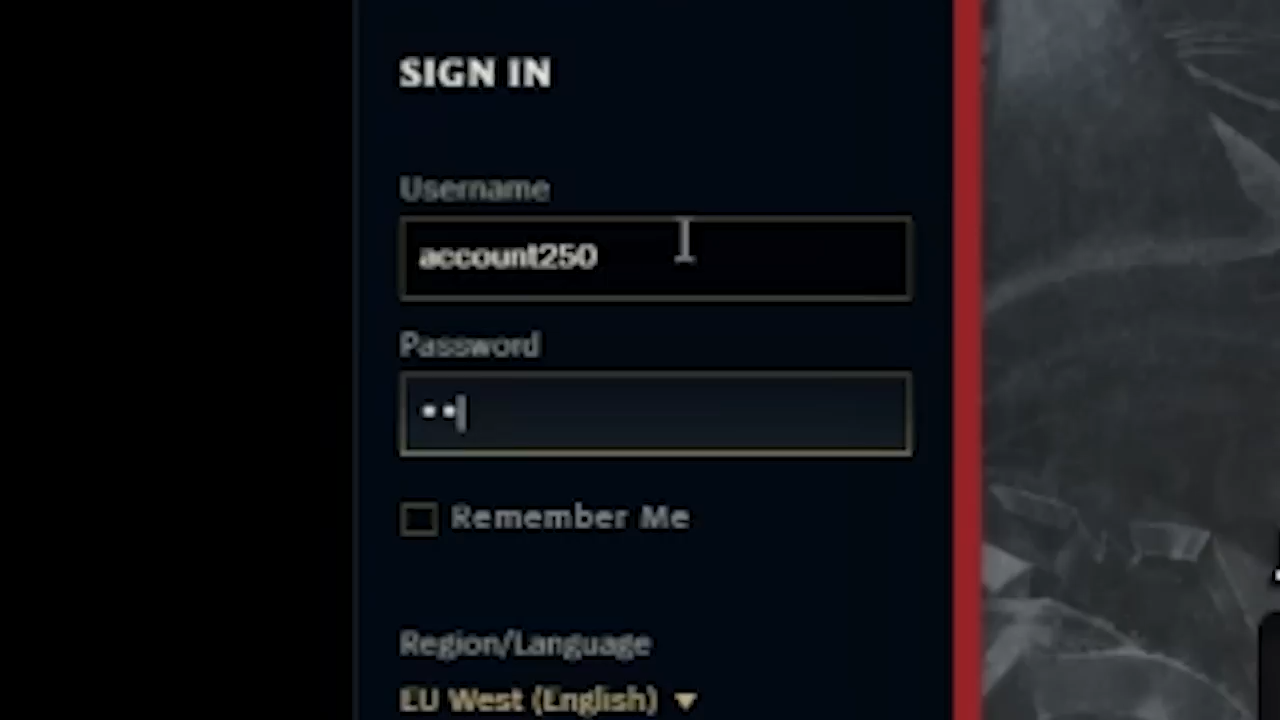 SIGN IN
Username
account250
Password
••
Remember Me
Region/Language
EU West (English)